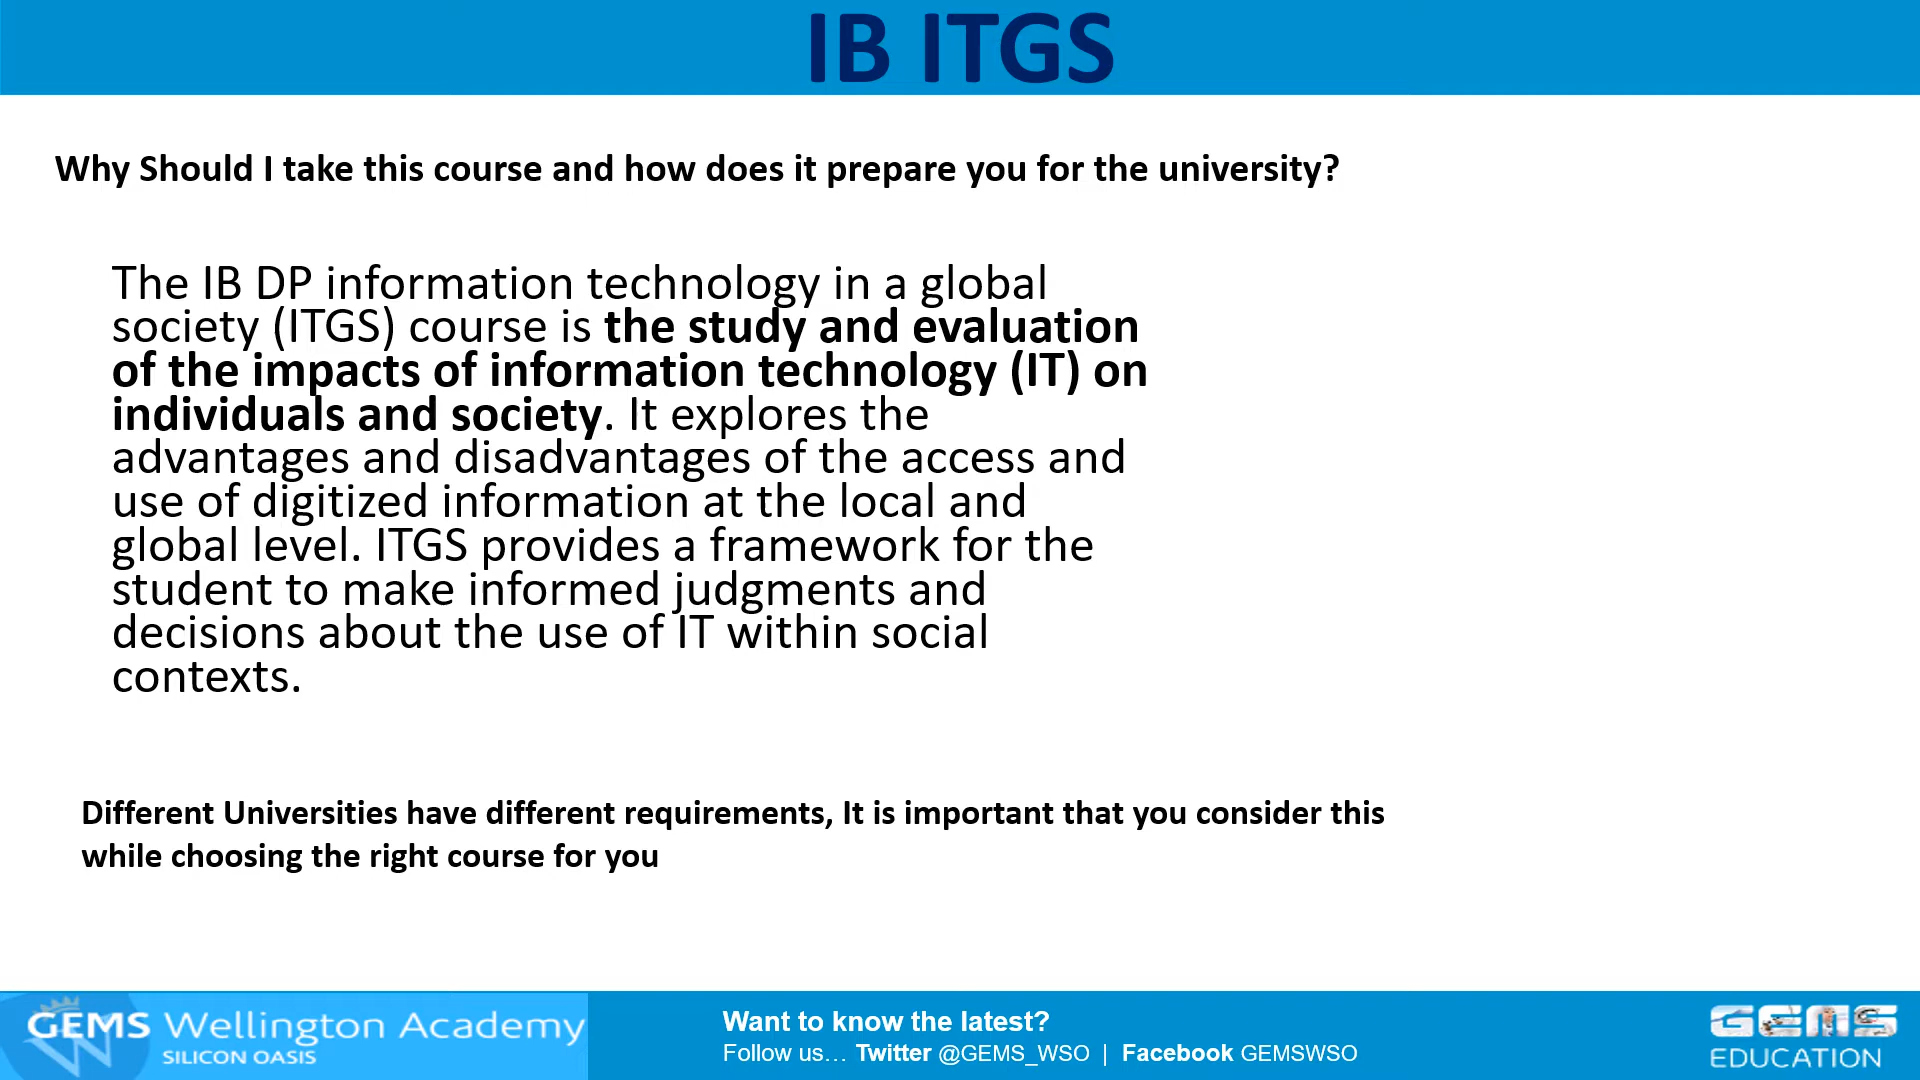 IB ITGS
Why Should I take this course and how does it prepare you for the university?
The IB DP information technology in a global
society (ITGS) course is the study and evaluation
of the impacts of information technology (IT) on
individuals and society. It explores the
advantages and disadvantages of the access and
use of digitized information at the local and
global level. ITGS provides a framework for the
student to make informed judgments and
decisions about the use of IT within social
contexts.
Different Universities have different requirements, It is important that you consider this
while choosing the right course for you
GEMS Wellington Academy
SILICON OASIS
Want to know the latest?
Follow us... Twitter @GEMS_WSO | Facebook GEMSWSO
GEMS
EDUCATION